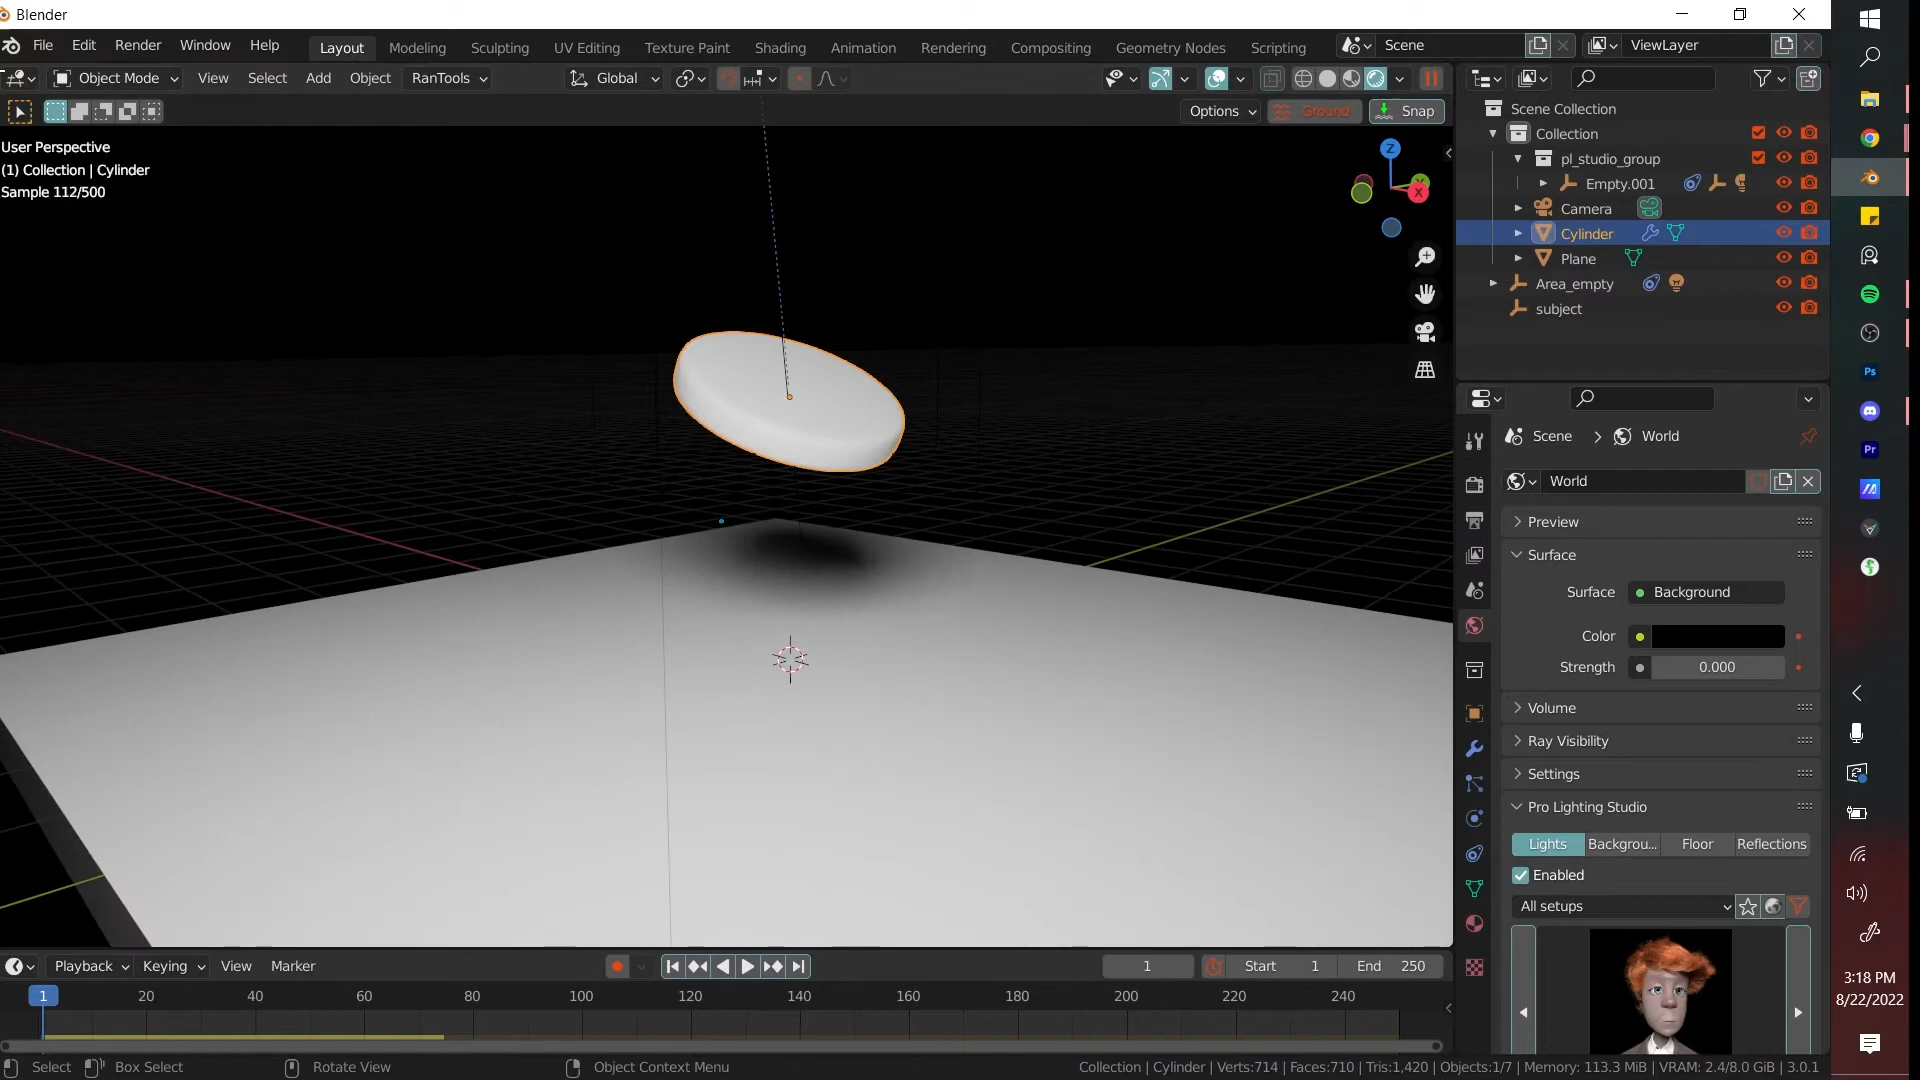 Blender
File Edit Render Window Help Layout Modeling Sculpting UV Editing Texture Paint Shading Animation Rendering Compositing Geometry Nodes Scripting Scene ViewLayer
Object Mode View Select Add Object RanTools Global
Options Ground Snap
User Perspective
(1) Collection | Cylinder
Sample 112/500
Z
Y
X
Scene Collection
Collection
pl_studio_group
Empty.001
Camera
Cylinder
Plane
Area_empty
subject
Scene World
World
Preview
Surface
Surface Background
Color
Strength 0.000
Volume
Ray Visibility
Settings
Pro Lighting Studio
Lights Backgrou... Floor Reflections
Enabled
All setups
Playback Keying View Marker 1 Start 1 End 250
1 20 40 60 80 100 120 140 160 180 200 220 240
Select Box Select Rotate View Object Context Menu Collection | Cylinder | Verts:714 | Faces:710 | Tris:1,420 | Objects:1/7 | Memory: 113.3 MiB | VRAM: 2.4/8.0 GiB | 3.0.1
Ps
Pr
3:18 PM
8/22/2022